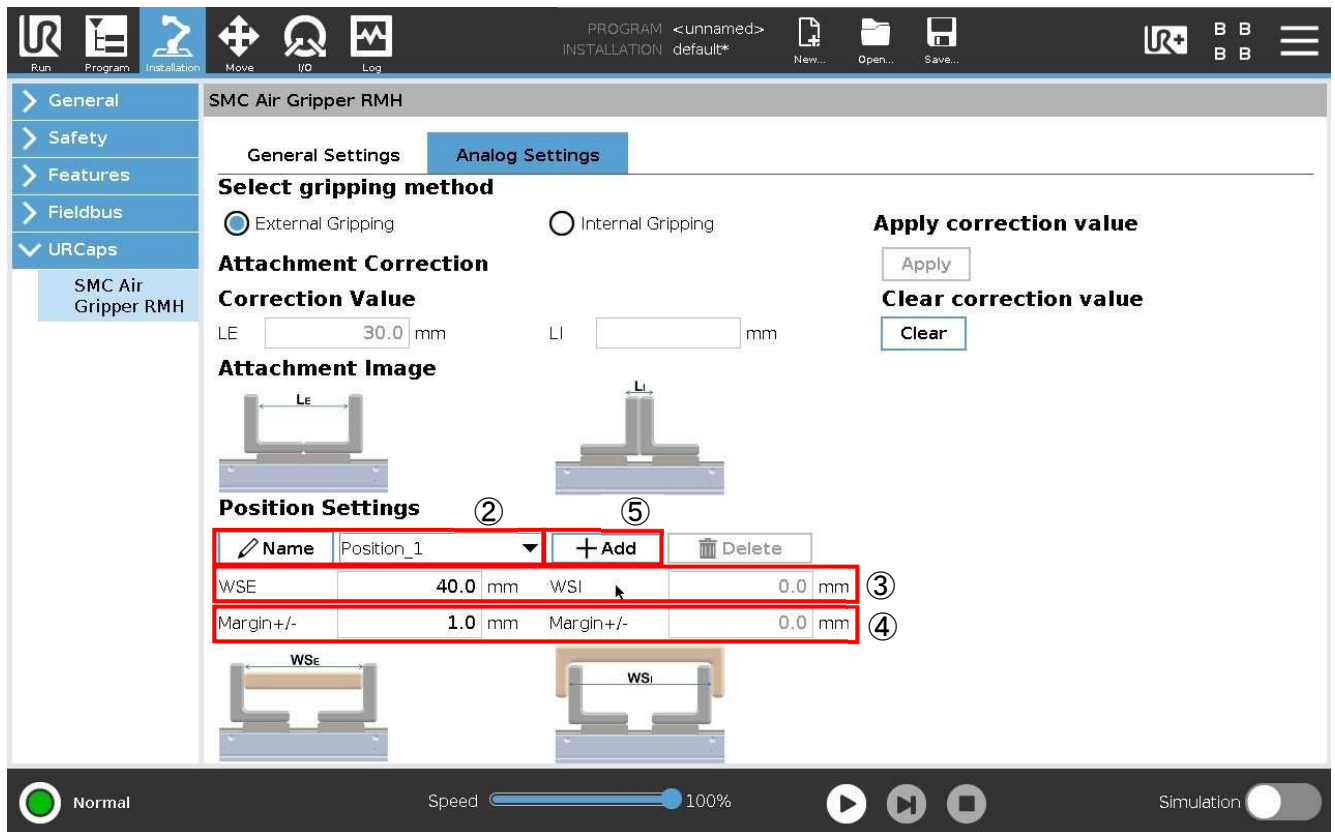 UR
UR+
B B
B B
PROGRAM <unnamed>
INSTALLATION default*
Run
Program
Installation
Move
I/O
Log
New...
Open...
Save...
General
Safety
Features
Fieldbus
URCaps
SMC Air
Gripper RMH
SMC Air Gripper RMH
General Settings Analog Settings
Select gripping method
External Gripping Internal Gripping
Apply correction value
Apply
Attachment Correction
Correction Value
Clear correction value
LE 30.0 mm LI mm
Clear
Attachment Image
LE
LI
Position Settings ② ⑤
Name Position_1 +Add Delete
WSE 40.0 mm WSI 0.0 mm ③
Margin+/- 1.0 mm Margin+/- 0.0 mm ④
WSE
WSI
Normal
Speed 100%
Simulation